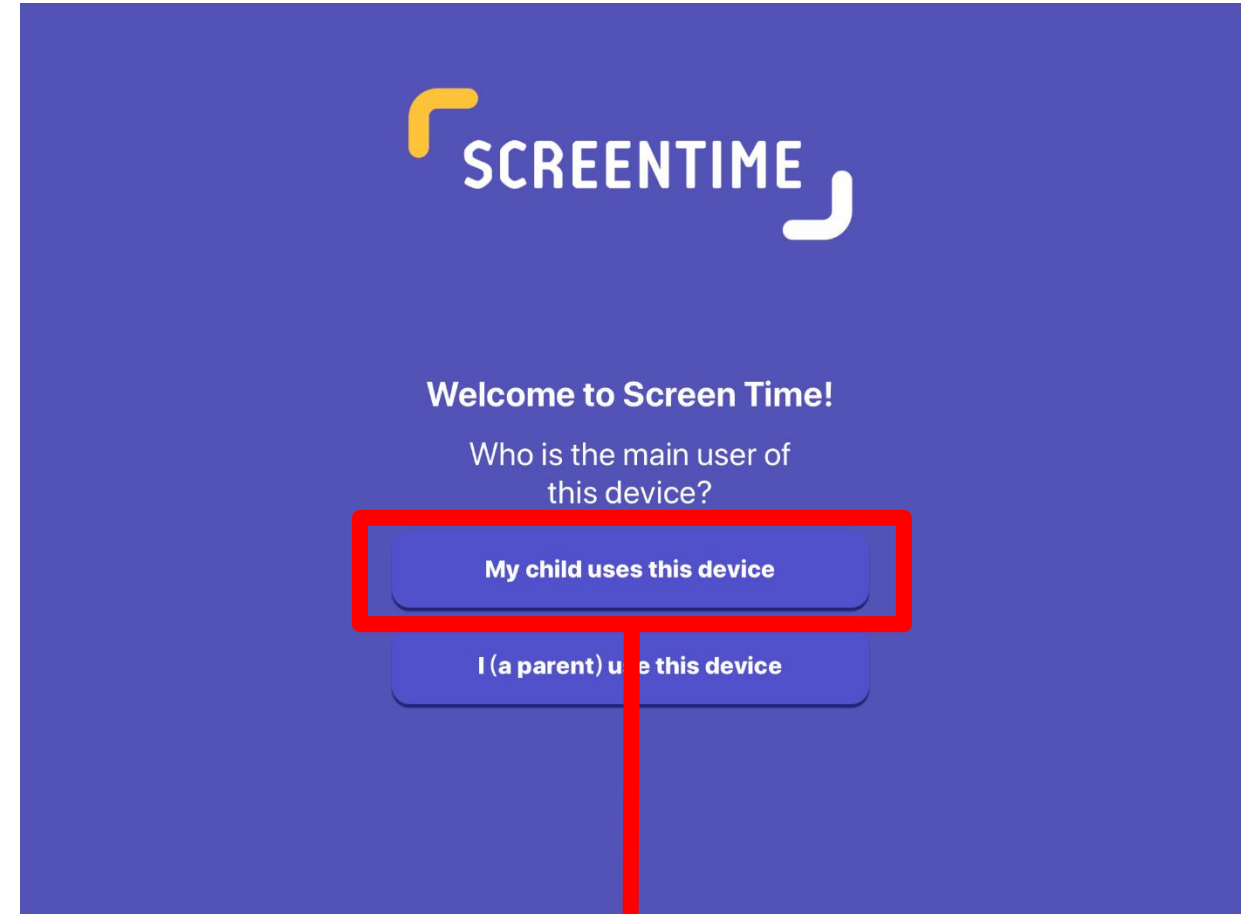 SCREENTIME
Welcome to Screen Time!
Who is the main user of
this device?
My child uses this device
I (a parent) use this device